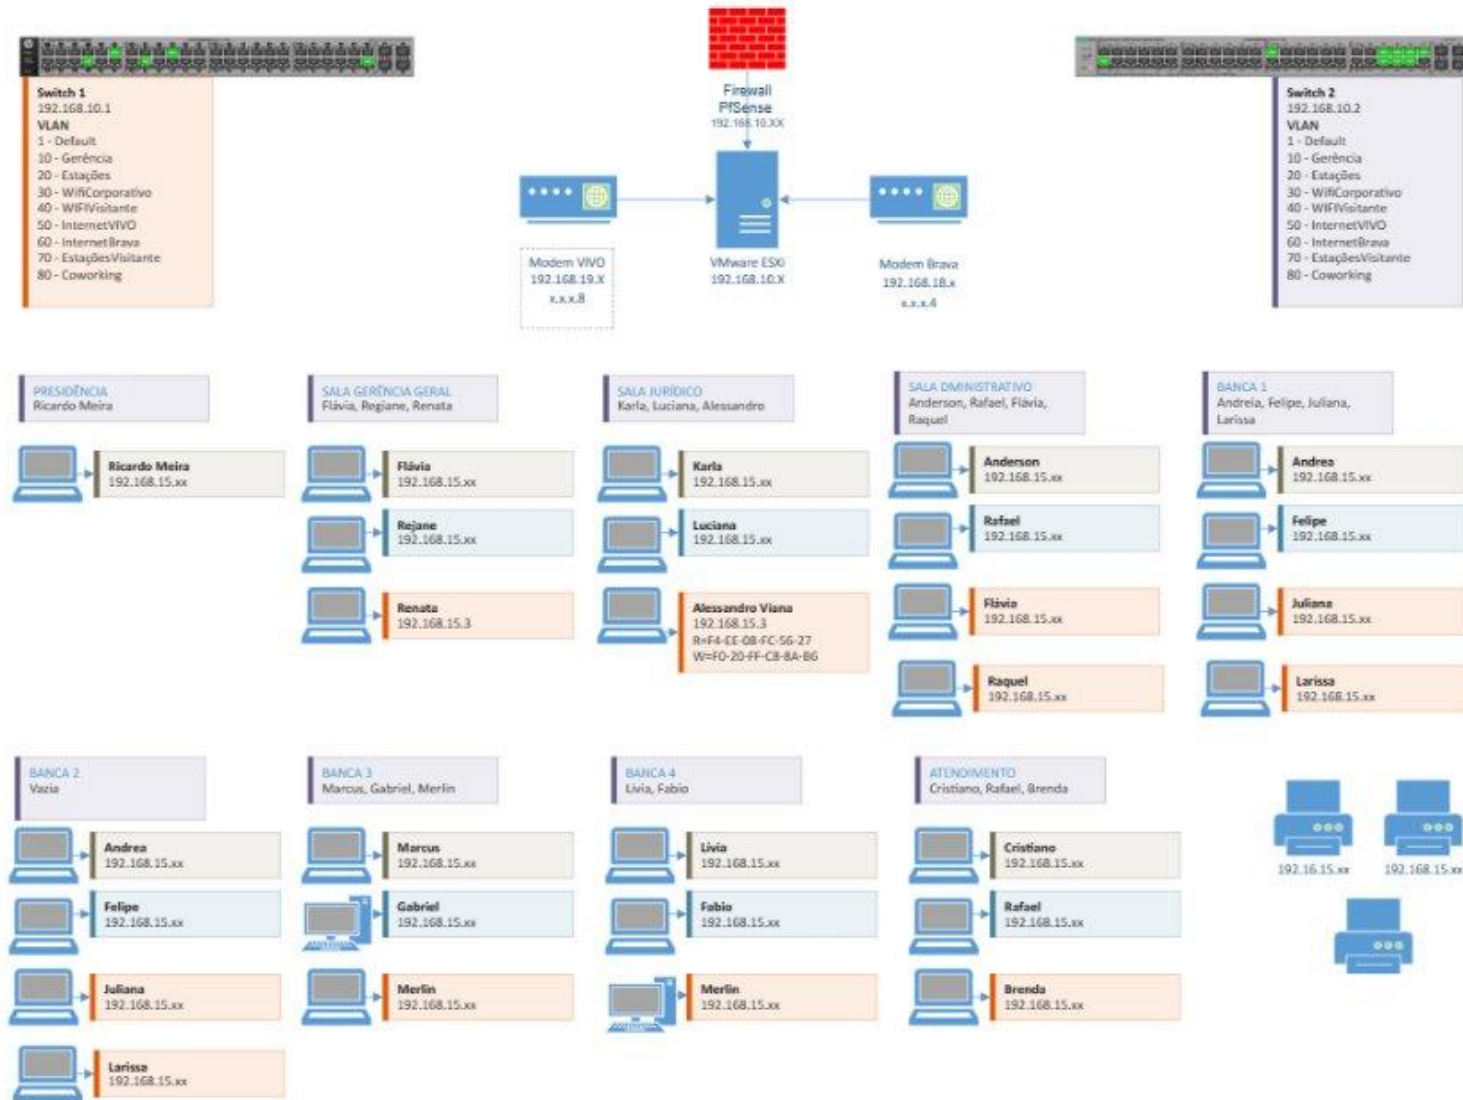 Switch 1
192.168.10.1
VLAN
1 - Default
10 - Gerência
20 - Estações
30 - WifiCorporativo
40 - WIFIVisitante
50 - InternetVIVO
60 - InternetBrava
70 - EstaçõesVisitante
80 - Coworking
Firewall
PfSense
192.168.10.XX
Modem VIVO
192.168.19.X
x.x.x.8
VMware ESXi
192.168.10.X
Modem Brava
192.168.18.x
x.x.x.4
Switch 2
192.168.10.2
VLAN
1 - Default
10 - Gerência
20 - Estações
30 - WifiCorporativo
40 - WIFIVisitante
50 - InternetVIVO
60 - InternetBrava
70 - EstaçõesVisitante
80 - Coworking
PRESIDÊNCIA
Ricardo Meira
Ricardo Meira
192.168.15.xx
SALA GERÊNCIA GERAL
Flávia, Regiane, Renata
Flávia
192.168.15.xx
Rejane
192.168.15.xx
Renata
192.168.15.3
SALA JURÍDICO
Karla, Luciana, Alessandro
Karla
192.168.15.xx
Luciana
192.168.15.xx
Alessandro Viana
192.168.15.3
R=F4-EE-08-FC-56-27
W=F0-20-FF-C8-8A-B6
SALA DMINISTRATIVO
Anderson, Rafael, Flávia,
Raquel
Anderson
192.168.15.xx
Rafael
192.168.15.xx
Flávia
192.168.15.xx
Raquel
192.168.15.xx
BANCA 1
Andreia, Felipe, Juliana,
Larissa
Andrea
192.168.15.xx
Felipe
192.168.15.xx
Juliana
192.168.15.xx
Larissa
192.168.15.xx
BANCA 2
Vazia
Andrea
192.168.15.xx
Felipe
192.168.15.xx
Juliana
192.168.15.xx
Larissa
192.168.15.xx
BANCA 3
Marcus, Gabriel, Merlin
Marcus
192.168.15.xx
Gabriel
192.168.15.xx
Merlin
192.168.15.xx
BANCA 4
Livia, Fabio
Livia
192.168.15.xx
Fabio
192.168.15.xx
Merlin
192.168.15.xx
ATENDIMENTO
Cristiano, Rafael, Brenda
Cristiano
192.168.15.xx
Rafael
192.168.15.xx
Brenda
192.168.15.xx
192.16.15.xx
192.168.15.xx